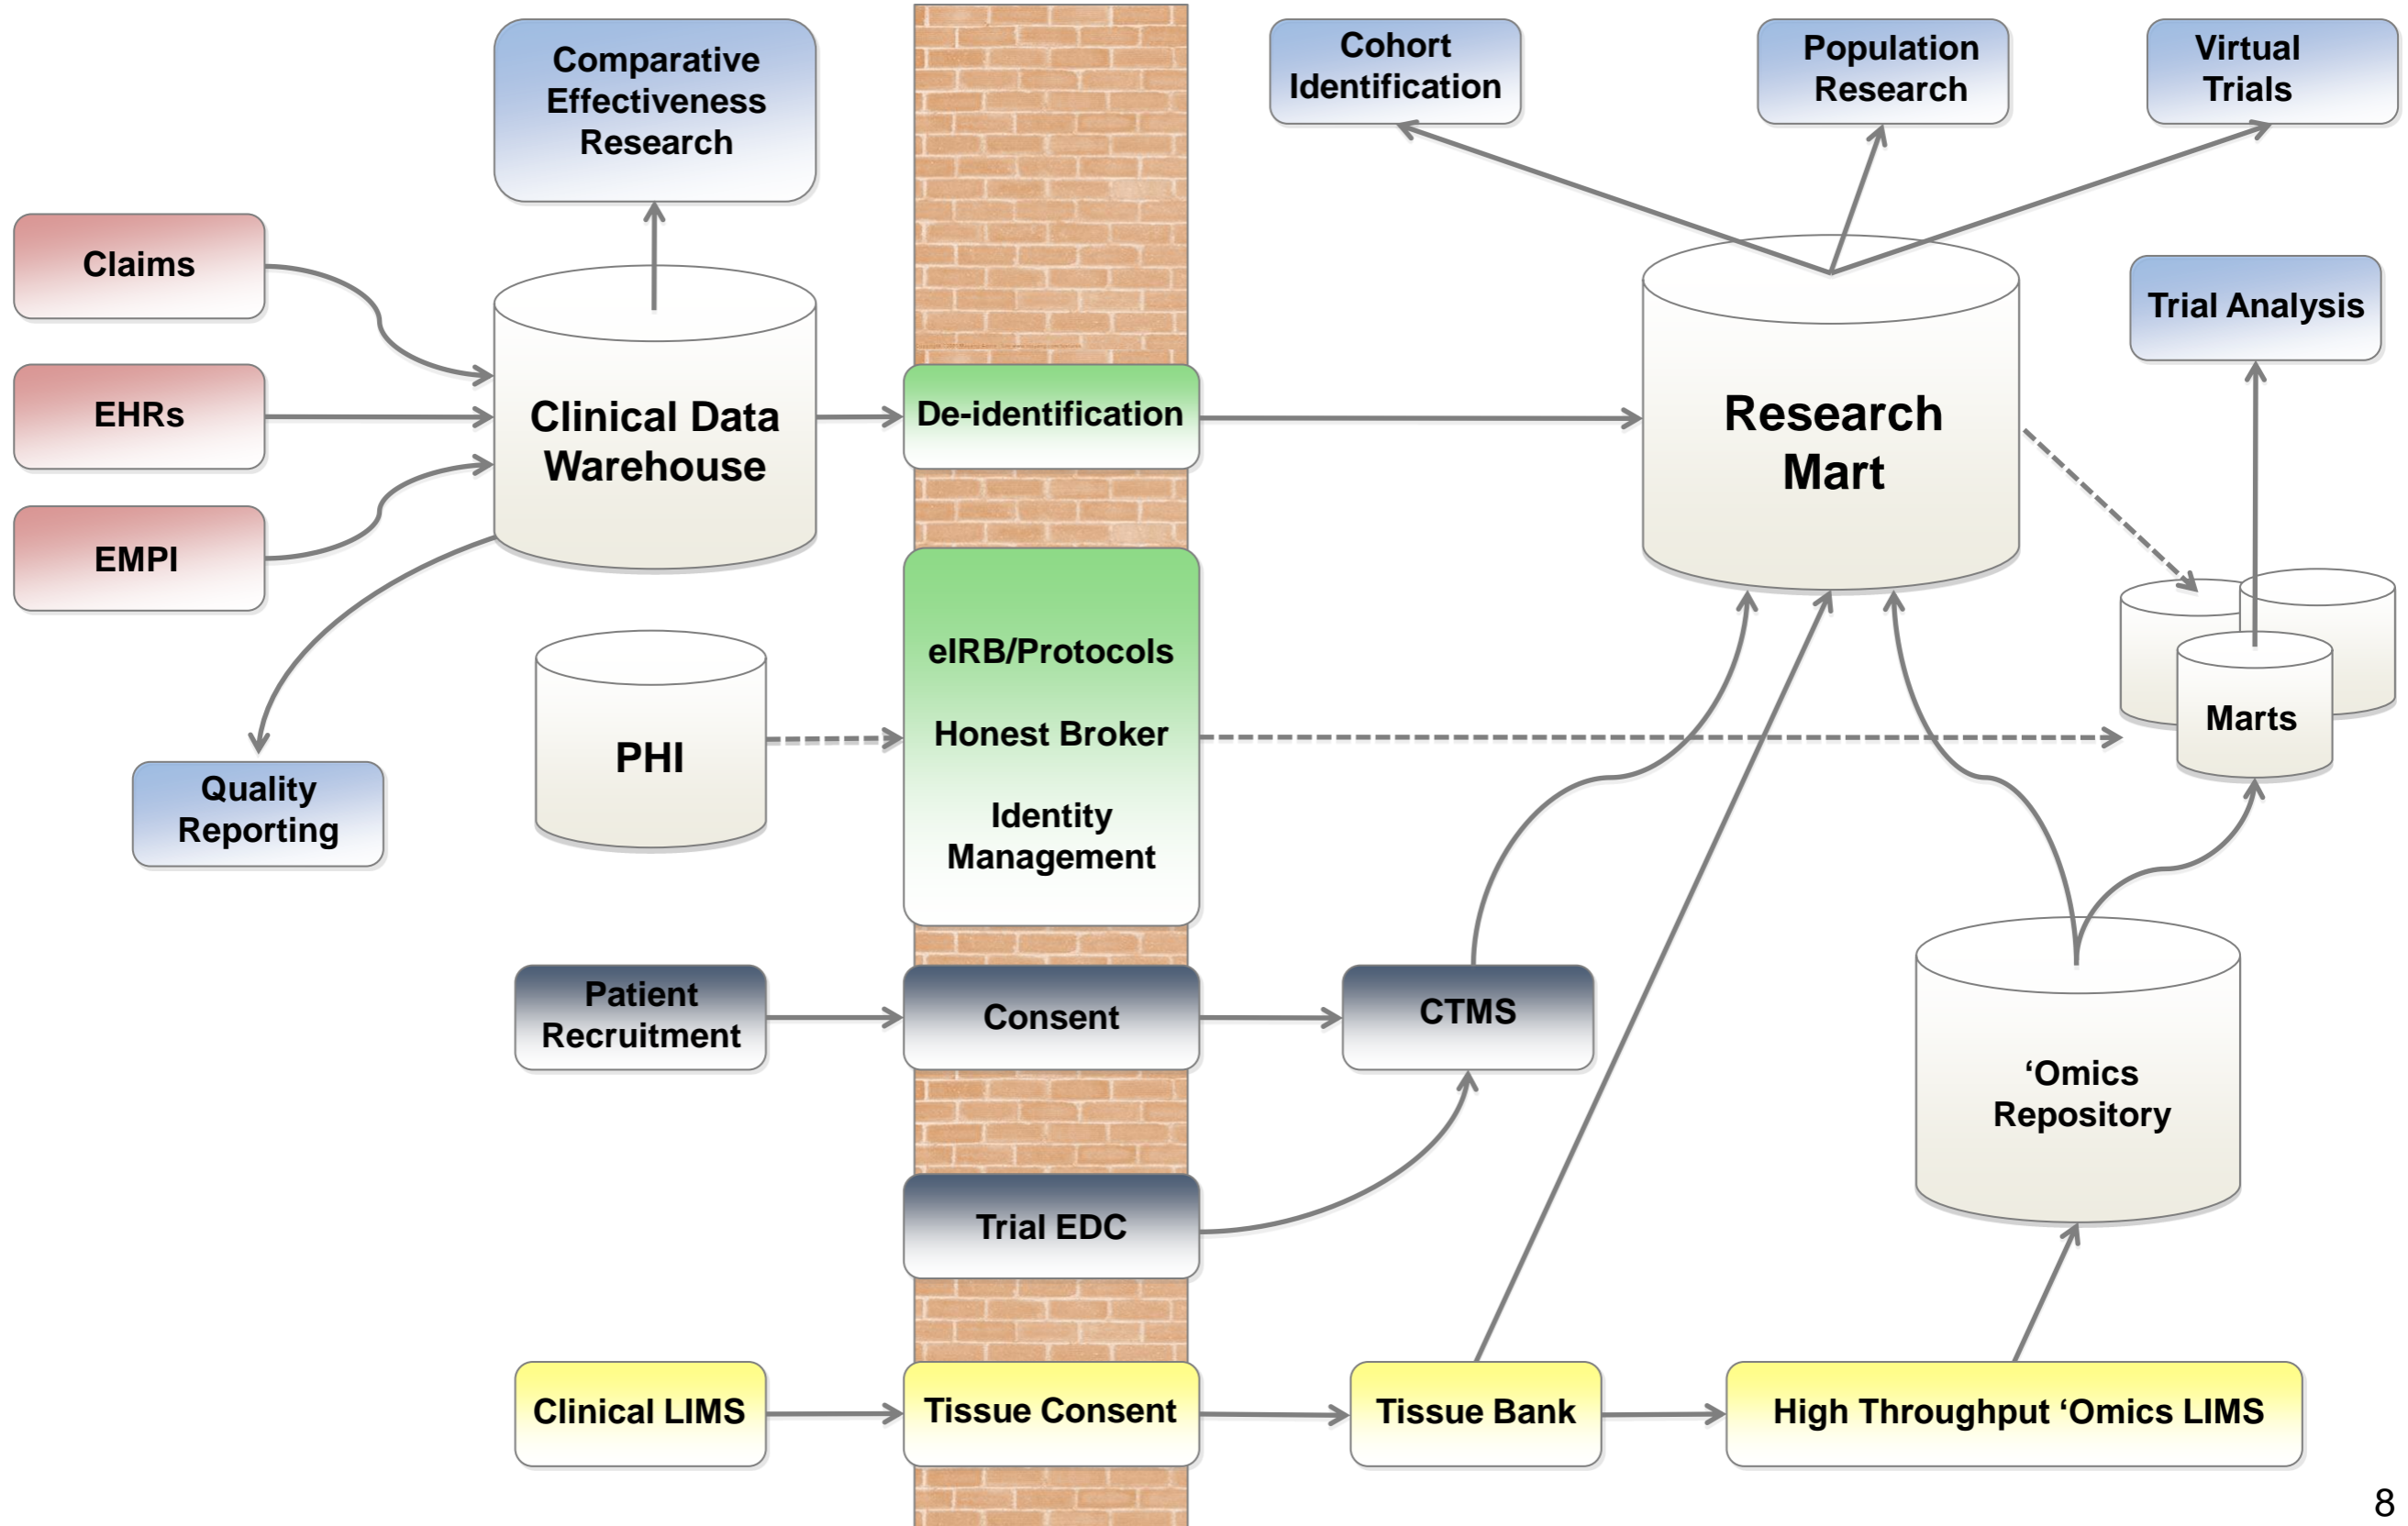 Comparative
Effectiveness
Research
Cohort
Identification
Population
Research
Virtual
Trials
Claims
EHRs
EMPI
Clinical Data
Warehouse
De-identification
Research
Mart
Trial Analysis
Quality
Reporting
PHI
eIRB/Protocols
Honest Broker
Identity
Management
Marts
Patient
Recruitment
Consent
CTMS
‘Omics
Repository
Trial EDC
Clinical LIMS
Tissue Consent
Tissue Bank
High Throughput ‘Omics LIMS
8